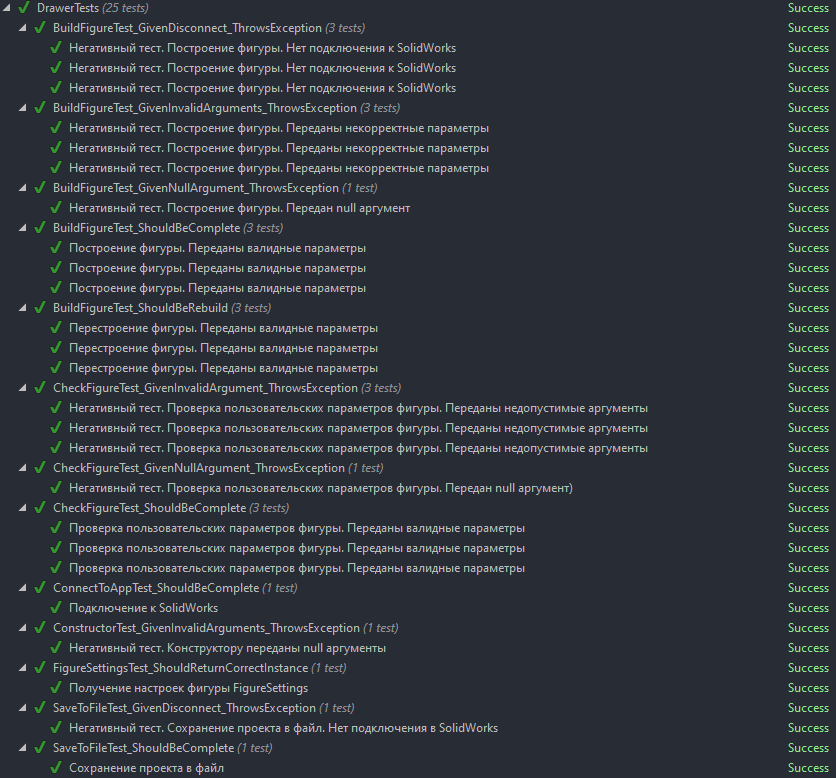 DrawerTests (25 tests) Success
BuildFigureTest_GivenDisconnect_ThrowsException (3 tests) Success
Негативный тест. Построение фигуры. Нет подключения к SolidWorks Success
Негативный тест. Построение фигуры. Нет подключения к SolidWorks Success
Негативный тест. Построение фигуры. Нет подключения к SolidWorks Success
BuildFigureTest_GivenInvalidArguments_ThrowsException (3 tests) Success
Негативный тест. Построение фигуры. Переданы некорректные параметры Success
Негативный тест. Построение фигуры. Переданы некорректные параметры Success
Негативный тест. Построение фигуры. Переданы некорректные параметры Success
BuildFigureTest_GivenNullArgument_ThrowsException (1 test) Success
Негативный тест. Построение фигуры. Передан null аргумент Success
BuildFigureTest_ShouldBeComplete (3 tests) Success
Построение фигуры. Переданы валидные параметры Success
Построение фигуры. Переданы валидные параметры Success
Построение фигуры. Переданы валидные параметры Success
BuildFigureTest_ShouldBeRebuild (3 tests) Success
Перестроение фигуры. Переданы валидные параметры Success
Перестроение фигуры. Переданы валидные параметры Success
Перестроение фигуры. Переданы валидные параметры Success
CheckFigureTest_GivenInvalidArgument_ThrowsException (3 tests) Success
Негативный тест. Проверка пользовательских параметров фигуры. Переданы недопустимые аргументы Success
Негативный тест. Проверка пользовательских параметров фигуры. Переданы недопустимые аргументы Success
Негативный тест. Проверка пользовательских параметров фигуры. Переданы недопустимые аргументы Success
CheckFigureTest_GivenNullArgument_ThrowsException (1 test) Success
Негативный тест. Проверка пользовательских параметров фигуры. Передан null аргумент) Success
CheckFigureTest_ShouldBeComplete (3 tests) Success
Проверка пользовательских параметров фигуры. Переданы валидные параметры Success
Проверка пользовательских параметров фигуры. Переданы валидные параметры Success
Проверка пользовательских параметров фигуры. Переданы валидные параметры Success
ConnectToAppTest_ShouldBeComplete (1 test) Success
Подключение к SolidWorks Success
ConstructorTest_GivenInvalidArguments_ThrowsException (1 test) Success
Негативный тест. Конструктору переданы null аргументы Success
FigureSettingsTest_ShouldReturnCorrectInstance (1 test) Success
Получение настроек фигуры FigureSettings Success
SaveToFileTest_GivenDisconnect_ThrowsException (1 test) Success
Негативный тест. Сохранение проекта в файл. Нет подключения в SolidWorks Success
SaveToFileTest_ShouldBeComplete (1 test) Success
Сохранение проекта в файл Success